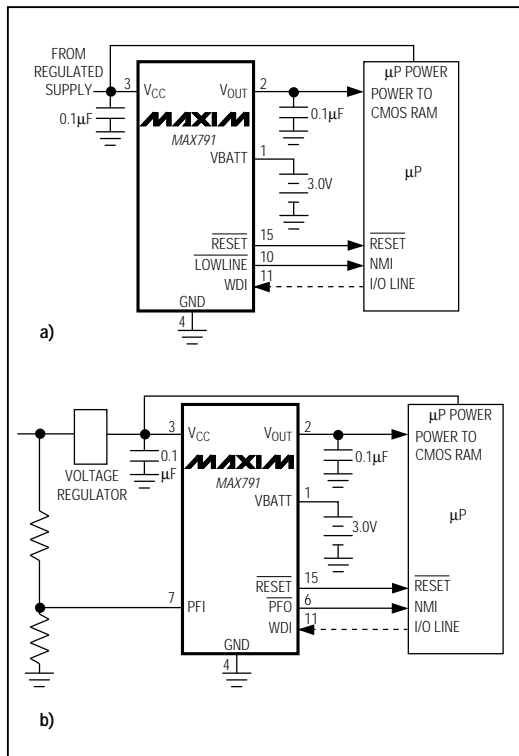 FROM
REGULATED
SUPPLY
3
VCC
VOUT
2
0.1μF
MAXIM
MAX791
0.1μF
μP POWER
POWER TO
CMOS RAM
VBATT
1
3.0V
μP
RESET
15
RESET
LOWLINE
10
NMI
WDI
11
I/O LINE
GND
4
a)
VOLTAGE
REGULATOR
3
VCC
VOUT
2
0.1
μF
MAXIM
MAX791
0.1μF
μP POWER
POWER TO
CMOS RAM
VBATT
1
3.0V
μP
7
PFI
RESET
15
RESET
PFO
6
NMI
WDI
11
I/O LINE
GND
4
b)